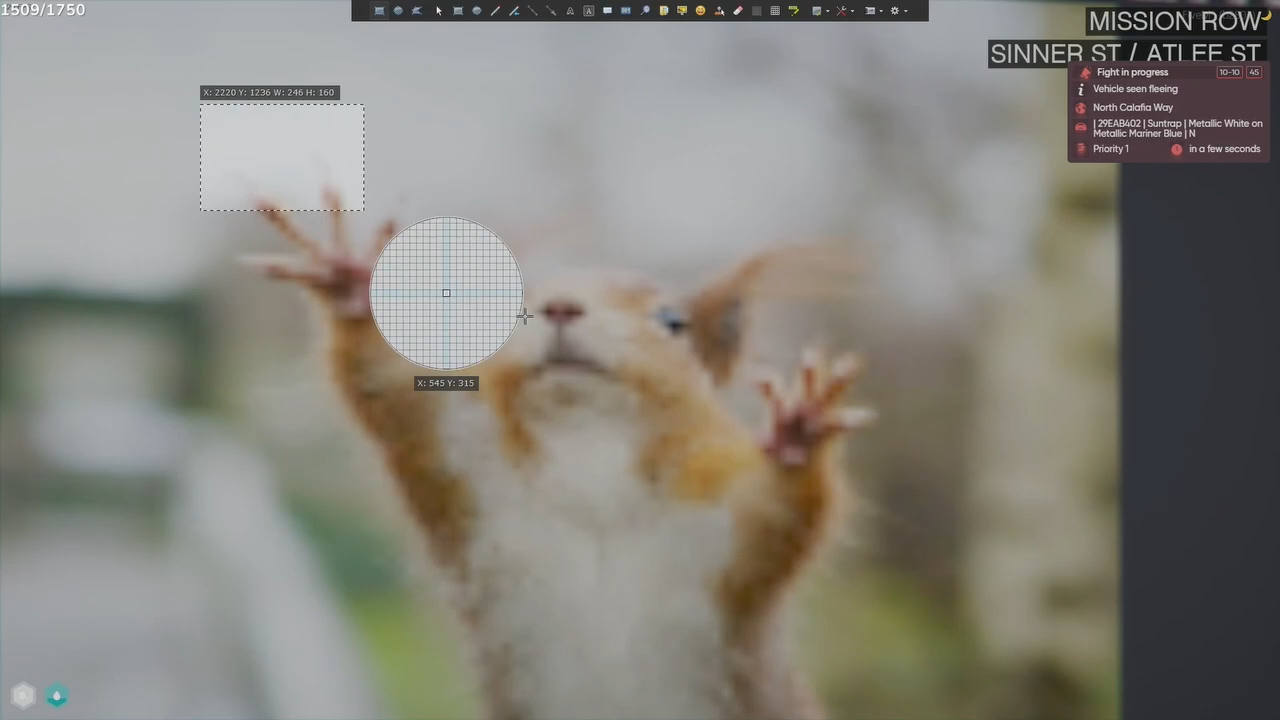 1509/1750
MISSION ROW
SINNER ST / ATLEE ST
X: 2220 Y: 1236 W: 246 H: 160
Fight in progress
10-10
45
Vehicle seen fleeing
North Calafia Way
| 29EAB402 | Suntrap | Metallic White on
Metallic Mariner Blue | N
Priority 1
in a few seconds
X: 545 Y: 315